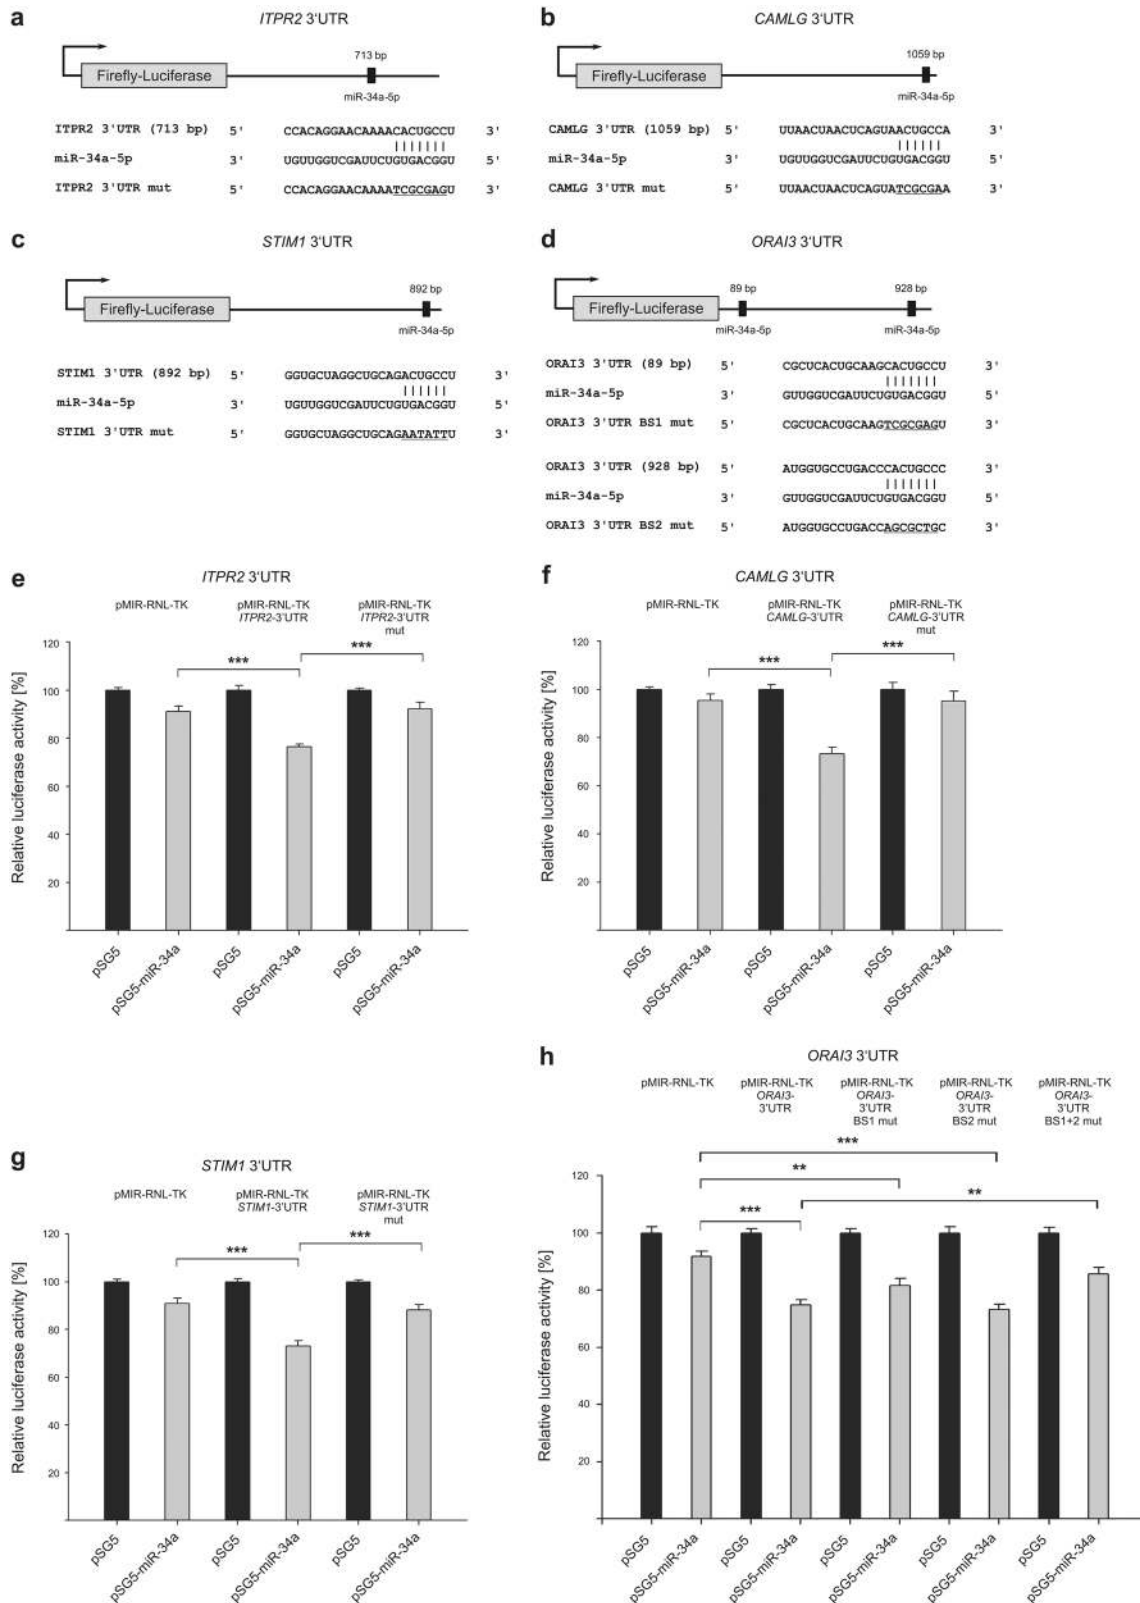 a
ITPR2 3'UTR
713 bp
Firefly-Luciferase
miR-34a-5p
ITPR2 3'UTR (713 bp) 5' CCACAGGAACAAAACACUGCCU 3'
miR-34a-5p 3' UGUUGGUCGAUUCUGUGACGGU 5'
ITPR2 3'UTR mut 5' CCACAGGAACAAAATCGCGAGU 3'
b
CAMLG 3'UTR
1059 bp
Firefly-Luciferase
miR-34a-5p
CAMLG 3'UTR (1059 bp) 5' UUAACUAACUCAGUAACUGCCA 3'
miR-34a-5p 3' UGUUGGUCGAUUCUGUGACGGU 5'
CAMLG 3'UTR mut 5' UUAACUAACUCAGUATCGCGAA 3'
c
STIM1 3'UTR
892 bp
Firefly-Luciferase
miR-34a-5p
STIM1 3'UTR (892 bp) 5' GGUGCUAGGCUGCAGACUGCCU 3'
miR-34a-5p 3' UGUUGGUCGAUUCUGUGACGGU 5'
STIM1 3'UTR mut 5' GGUGCUAGGCUGCAGAATATTU 3'
d
ORAI3 3'UTR
89 bp 928 bp
Firefly-Luciferase
miR-34a-5p miR-34a-5p
ORAI3 3'UTR (89 bp) 5' CGCUCACUGCAAGCACUGCCU 3'
miR-34a-5p 3' GUUGGUCGAUUCUGUGACGGU 5'
ORAI3 3'UTR BS1 mut 5' CGCUCACUGCAAGTCGCGAGU 3'
ORAI3 3'UTR (928 bp) 5' AUGGUGCCUGACCCACUGCCC 3'
miR-34a-5p 3' GUUGGUCGAUUCUGUGACGGU 5'
ORAI3 3'UTR BS2 mut 5' AUGGUGCCUGACCAGCGCTGC 3'
e
ITPR2 3'UTR
pMIR-RNL-TK pMIR-RNL-TK pMIR-RNL-TK
ITPR2-3'UTR ITPR2-3'UTR
mut
*** ***
120
100
80
60
40
20
Relative luciferase activity [%]
pSG5 pSG5-miR-34a pSG5 pSG5-miR-34a pSG5 pSG5-miR-34a
f
CAMLG 3'UTR
pMIR-RNL-TK pMIR-RNL-TK pMIR-RNL-TK
CAMLG-3'UTR CAMLG-3'UTR
mut
*** ***
120
100
80
60
40
20
Relative luciferase activity [%]
pSG5 pSG5-miR-34a pSG5 pSG5-miR-34a pSG5 pSG5-miR-34a
g
STIM1 3'UTR
pMIR-RNL-TK pMIR-RNL-TK pMIR-RNL-TK
STIM1-3'UTR STIM1-3'UTR
mut
*** ***
120
100
80
60
40
20
Relative luciferase activity [%]
pSG5 pSG5-miR-34a pSG5 pSG5-miR-34a pSG5 pSG5-miR-34a
h
ORAI3 3'UTR
pMIR-RNL-TK pMIR-RNL-TK pMIR-RNL-TK pMIR-RNL-TK pMIR-RNL-TK
ORAI3- ORAI3- ORAI3- ORAI3-
3'UTR 3'UTR 3'UTR 3'UTR
BS1 mut BS2 mut BS1+2 mut
***
**
**
***
120
100
80
60
40
20
Relative luciferase activity [%]
pSG5 pSG5-miR-34a pSG5 pSG5-miR-34a pSG5 pSG5-miR-34a pSG5 pSG5-miR-34a pSG5 pSG5-miR-34a